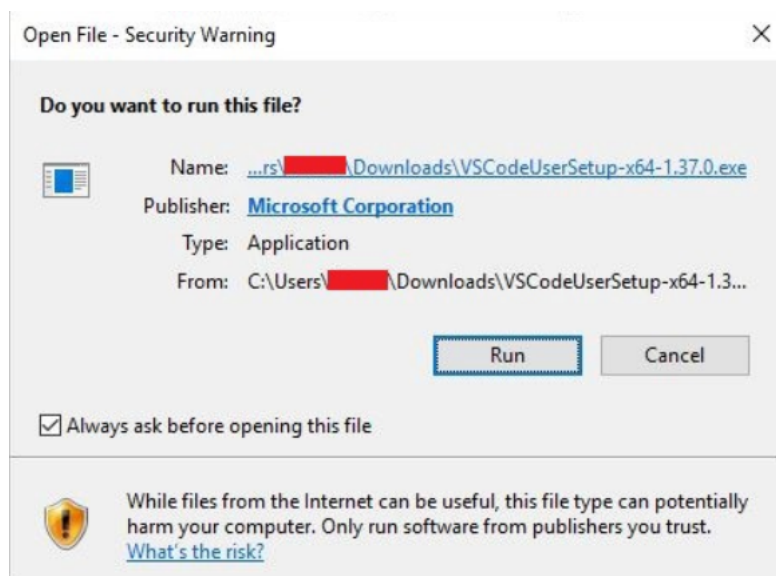 Open File - Security Warning
Do you want to run this file?
Name: ...rs\ \Downloads\VSCodeUserSetup-x64-1.37.0.exe
Publisher: Microsoft Corporation
Type: Application
From: C:\Users\ \Downloads\VSCodeUserSetup-x64-1.3...
Run Cancel
Always ask before opening this file
While files from the Internet can be useful, this file type can potentially
harm your computer. Only run software from publishers you trust.
What's the risk?